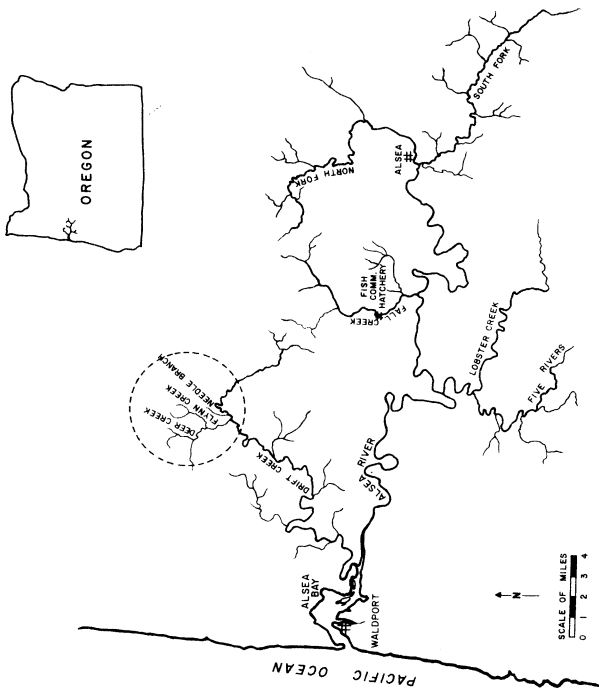 OREGON
SOUTH FORK
NORTH FORK
ALSEA
FISH
COMM.
HATCHERY
FALL
CREEK
NEEDLE BRANCH
FLYNN CREEK
DEER CREEK
LOBSTER CREEK
FIVE RIVERS
DRIFT CREEK
ALSEA RIVER
ALSEA
BAY
WALDPORT
N
SCALE OF MILES
0 1 2 3 4
PACIFIC OCEAN